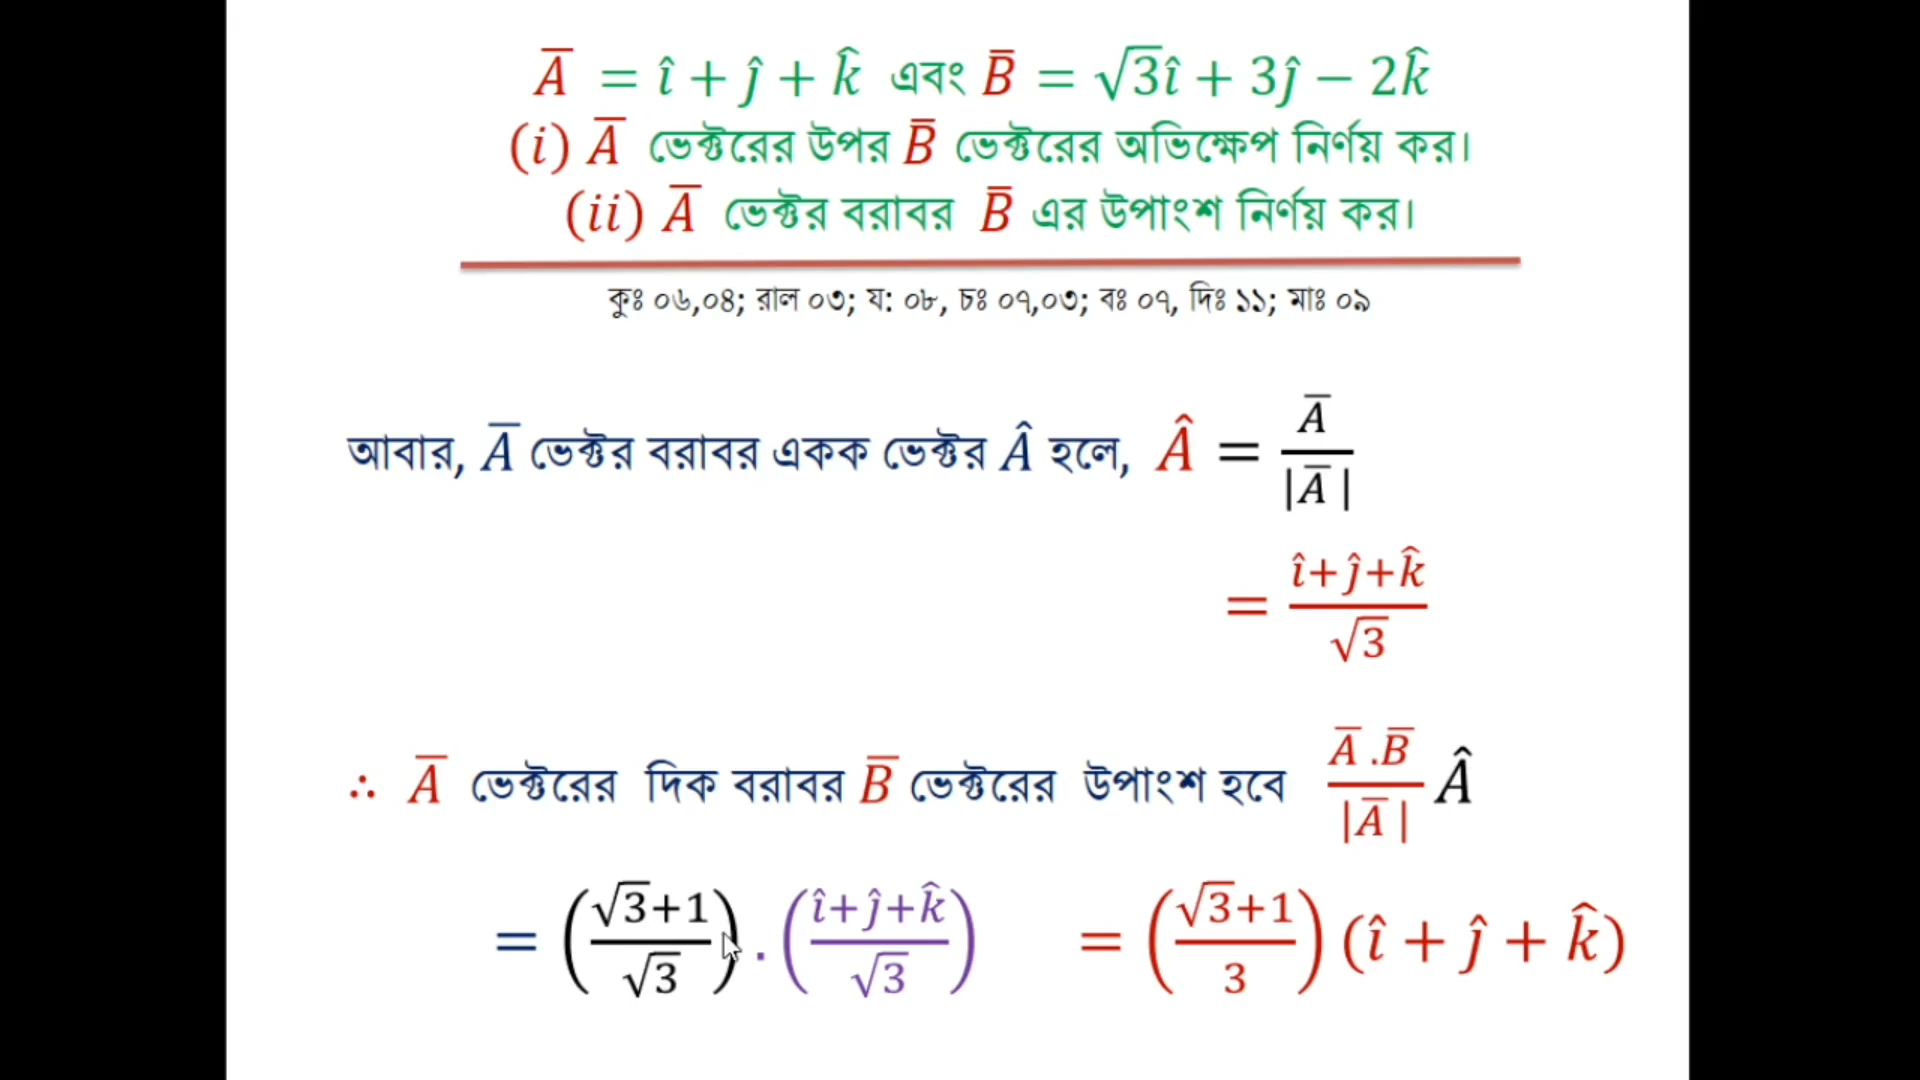 A̅ = î + ĵ + k̂ এবং B̅ = √3î + 3ĵ − 2k̂
(i) A̅ ভেক্টরের উপর B̅ ভেক্টরের অভিক্ষেপ নির্ণয় কর।
(ii) A̅ ভেক্টর বরাবর B̅ এর উপাংশ নির্ণয় কর।
কুঃ ০৬,০৪; রাল ০৩; য: ০৮, চঃ ০৭,০৩; বঃ ০৭, দিঃ ১১; মাঃ ০৯
আবার, A̅ ভেক্টর বরাবর একক ভেক্টর Â হলে, Â = A̅/|A̅|
= (î+ĵ+k̂)/√3
∴ A̅ ভেক্টরের দিক বরাবর B̅ ভেক্টরের উপাংশ হবে (A̅.B̅)/|A̅| Â
= ((√3+1)/√3) . ((î+ĵ+k̂)/√3) = ((√3+1)/3) (î + ĵ + k̂)